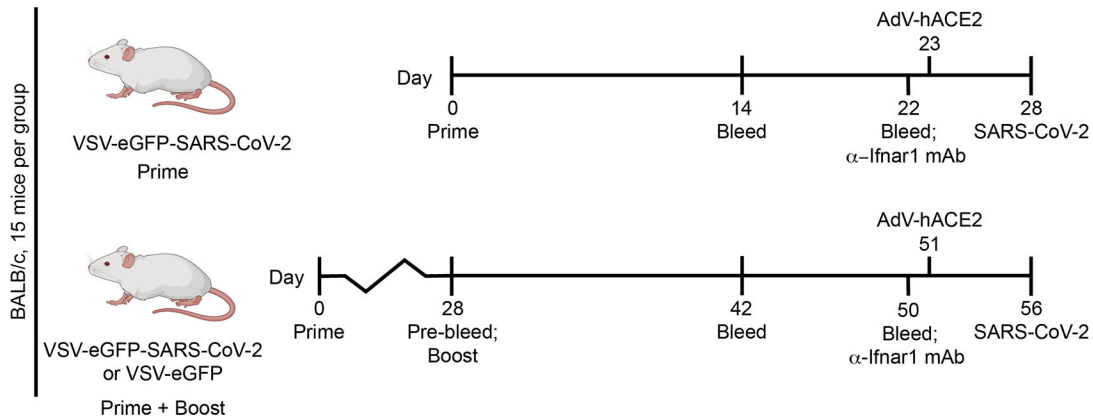 BALB/c, 15 mice per group
VSV-eGFP-SARS-CoV-2
Prime
AdV-hACE2
23
Day
0
14
22
28
Prime
Bleed
Bleed;
α–Ifnar1 mAb
SARS-CoV-2
VSV-eGFP-SARS-CoV-2
or VSV-eGFP
Prime + Boost
AdV-hACE2
51
Day
0
28
42
50
56
Prime
Pre-bleed;
Boost
Bleed
Bleed;
α-Ifnar1 mAb
SARS-CoV-2